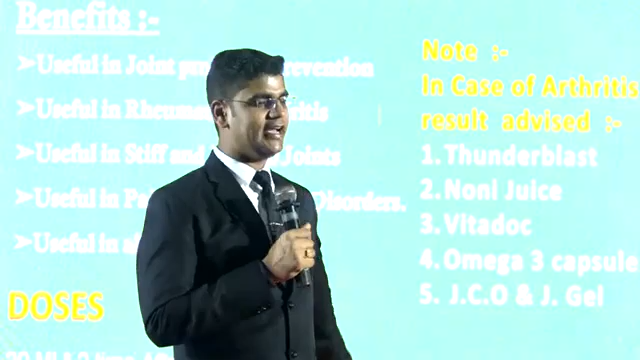 Benefits :-
➢Useful in Joint prevention
➢Useful in
➢Useful in Stiff and Joints
➢Useful in Disorders.
➢Useful in
DOSES
Note :-
In Case of Arthritis
result advised :-
1. Thunderblast
2. Noni Juice
3. Vitadoc
4. Omega 3 capsule
5. J.C.O & J. Gel